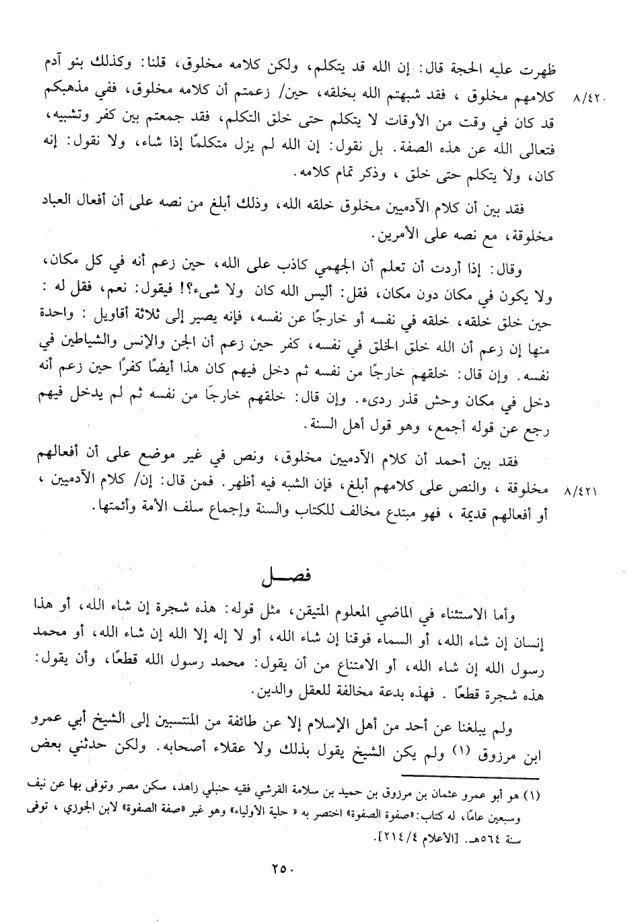 ظهرت عليه الحجة قال: إن الله قد يتكلم، ولكن كلامه مخلوق، قلنا: وكذلك بنو آدم
كلامهم مخلوق ، فقد شبهتم الله بخلقه، حين/ زعمتم أن كلامه مخلوق، ففي مذهبكم
٨/٤٢٠
قد كان في وقت من الأوقات لا يتكلم حتى خلق التكلم، فقد جمعتم بين كفر وتشبيه،
فتعالى الله عن هذه الصفة. بل نقول: إن الله لم يزل متكلمًا إذا شاء، ولا نقول: إنه
كان، ولا يتكلم حتى خلق ، وذكر تمام كلامه.
فقد بين أن كلام الآدميين مخلوق خلقه الله، وذلك أبلغ من نصه على أن أفعال العباد
مخلوقة، مع نصه على الأمرين.
وقال: إذا أردت أن تعلم أن الجهمي كاذب على الله، حين زعم أنه في كل مكان،
ولا يكون في مكان دون مكان، فقل: أليس الله كان ولا شىء؟! فيقول: نعم، فقل له :
حين خلق خلقه، خلقه في نفسه أو خارجًا عن نفسه، فإنه يصير إلى ثلاثة أقاويل : واحدة
منها إن زعم أن الله خلق الخلق في نفسه، كفر حين زعم أن الجن والإنس والشياطين في
نفسه. وإن قال: خلقهم خارجًا من نفسه ثم دخل فيهم كان هذا أيضًا كفرًا حين زعم أنه
دخل في مكان وحش قذر ردىء. وإن قال: خلقهم خارجًا من نفسه ثم لم يدخل فيهم
رجع عن قوله أجمع، وهو قول أهل السنة.
فقد بين أحمد أن كلام الآدميين مخلوق، ونص في غير موضع على أن أفعالهم
مخلوقة ، والنص على كلامهم أبلغ، فإن الشبه فيه أظهر. فمن قال: إن/ كلام الآدميين ،
٨/٤٢١
أو أفعالهم قديمة ، فهو مبتدع مخالف للكتاب والسنة وإجماع سلف الأمة وأئمتها.
فصـل
وأما الاستثناء في الماضي المعلوم المتيقن، مثل قوله: هذه شجرة إن شاء الله، أو هذا
إنسان إن شاء الله، أو السماء فوقنا إن شاء الله، أو لا إله إلا الله إن شاء الله، أو محمد
رسول الله إن شاء الله، أو الامتناع من أن يقول: محمد رسول الله قطعًا، وأن يقول:
هذه شجرة قطعًا . فهذه بدعة مخالفة للعقل والدين.
ولم يبلغنا عن أحد من أهل الإسلام إلا عن طائفة من المنتسبين إلى الشيخ أبي عمرو
ابن مرزوق (١) ولم يكن الشيخ يقول بذلك ولا عقلاء أصحابه. ولكن حدثني بعض
(١) هو أبو عمرو عثمان بن مرزوق بن حميد بن سلامة القرشي فقيه حنبلي زاهد، سكن مصر وتوفى بها عن نيف
وسبعين عامًا، له كتاب: «صفوة الصفوة» اختصر به « حلية الأولياء» وهو غير «صفة الصفوة» لابن الجوزي ، توفى
سنة ٥٦٤هـ. [الأعلام ٢١٤/٤].
٢٥٠